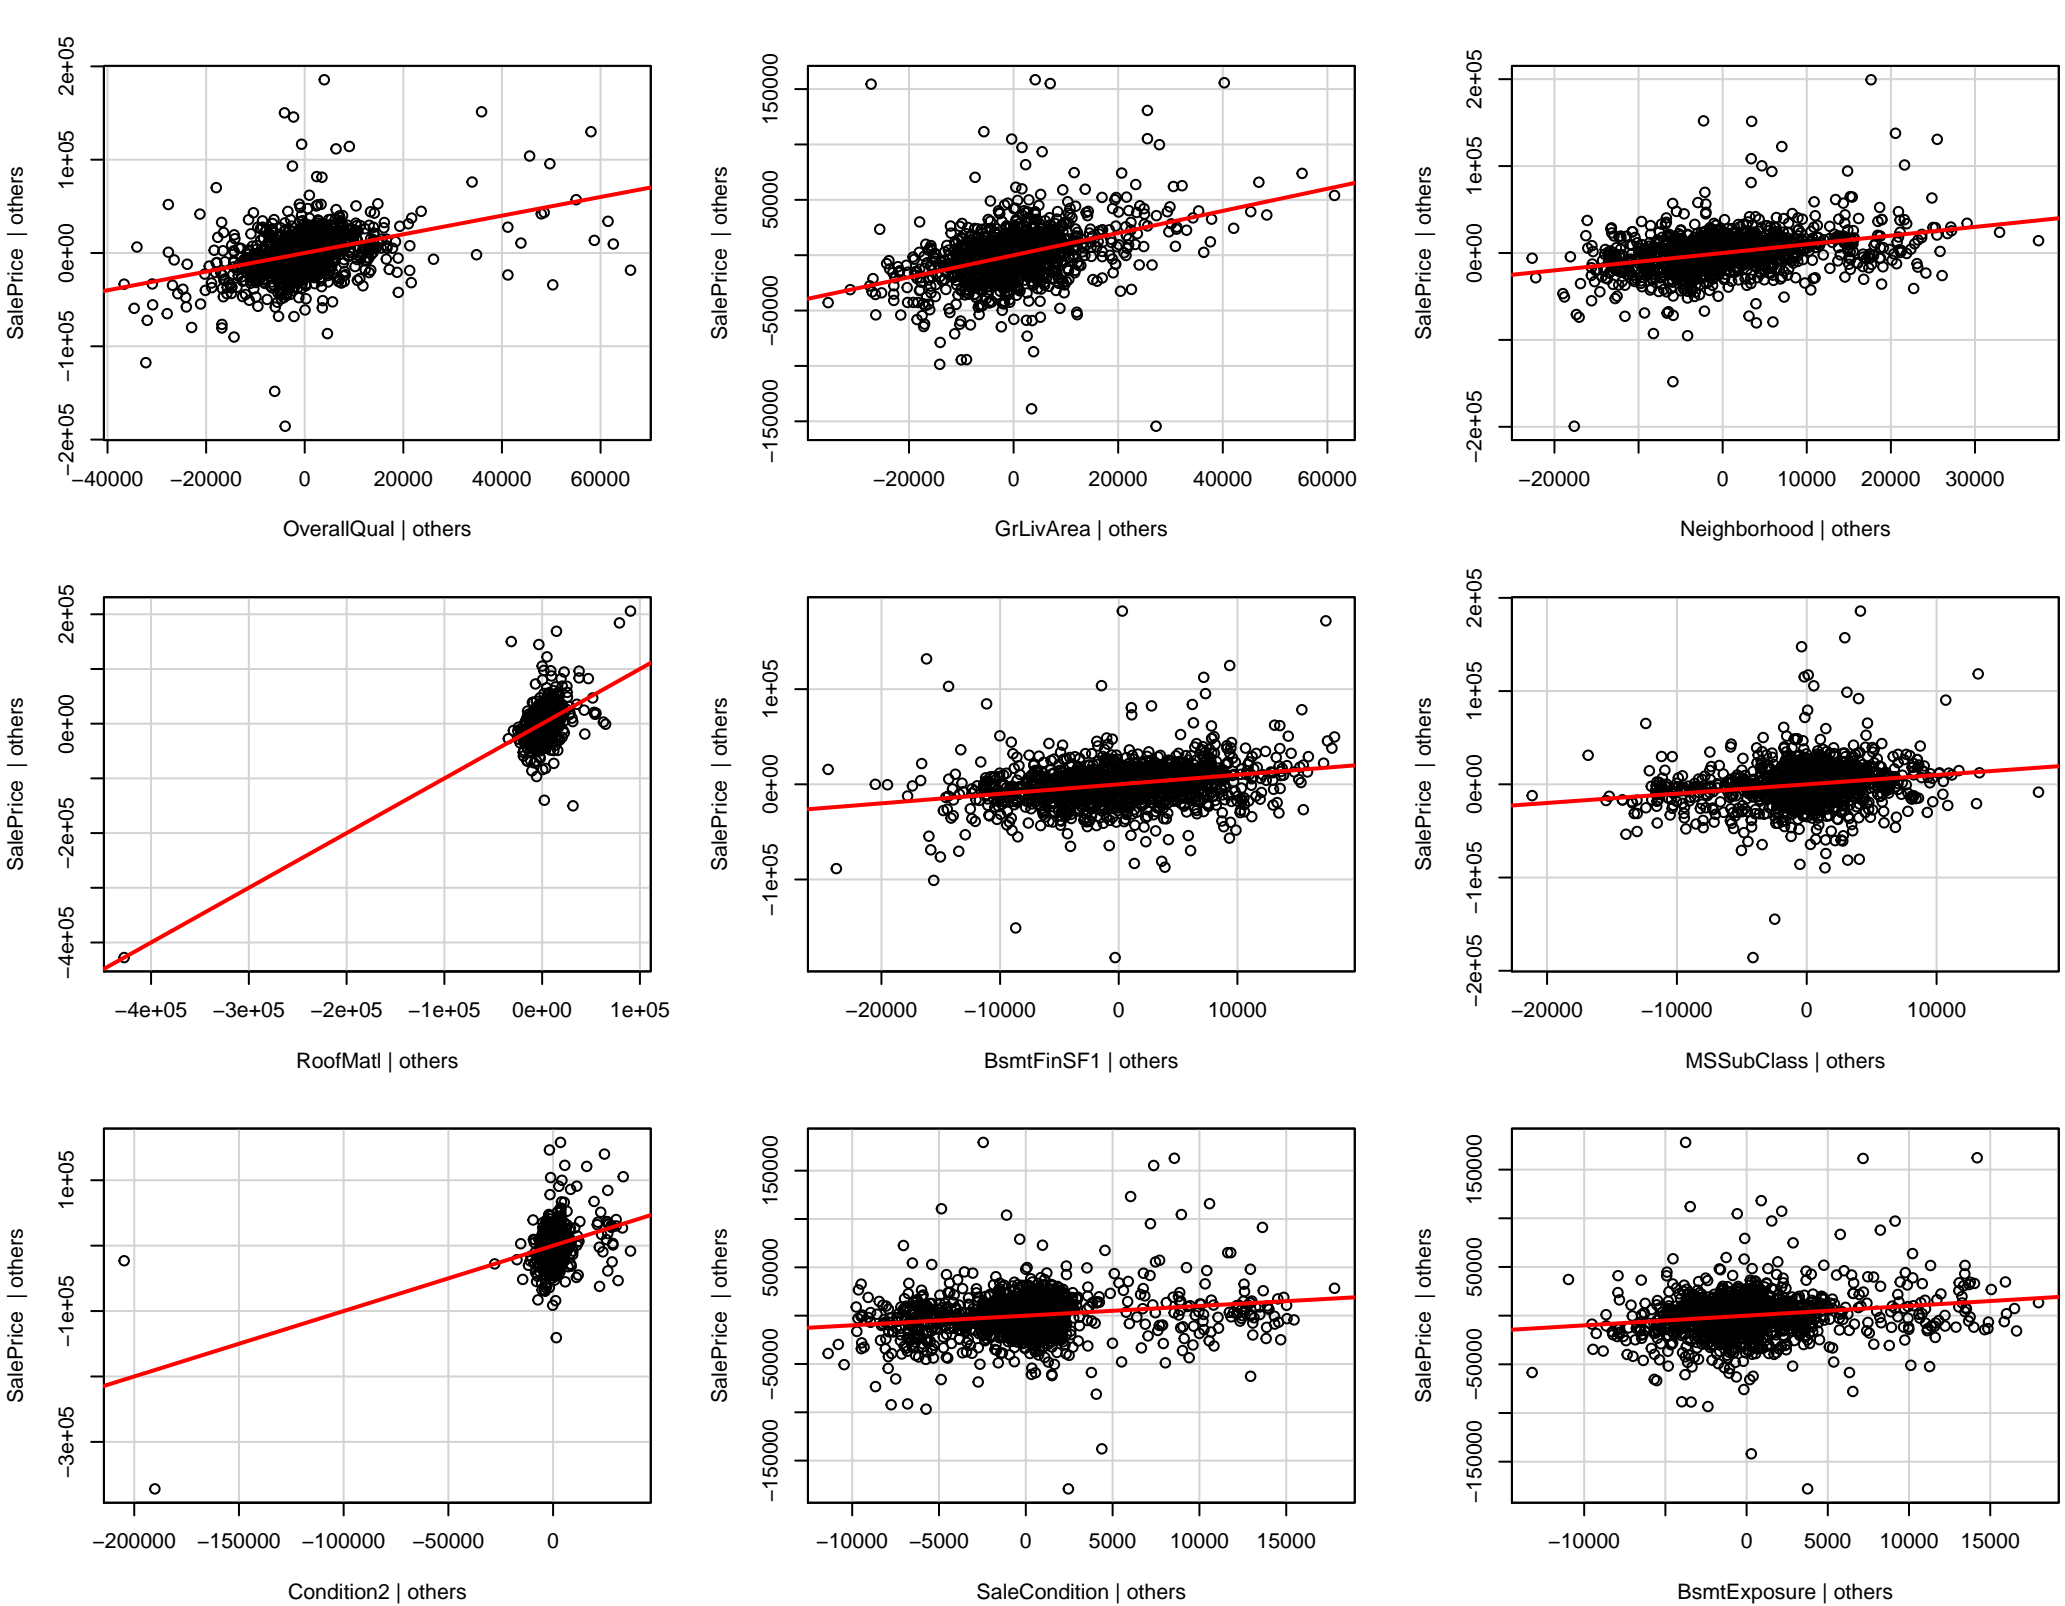 SalePrice | others
−2e+05 −1e+05 0e+00 1e+05 2e+05
−40000 −20000 0 20000 40000 60000
OverallQual | others
SalePrice | others
−150000 −50000 50000 150000
−20000 0 20000 40000 60000
GrLivArea | others
SalePrice | others
−2e+05 0e+00 1e+05 2e+05
−20000 0 10000 20000 30000
Neighborhood | others
SalePrice | others
−4e+05 −2e+05 0e+00 2e+05
−4e+05 −3e+05 −2e+05 −1e+05 0e+00 1e+05
RoofMatl | others
SalePrice | others
−1e+05 0e+00 1e+05
−20000 −10000 0 10000
BsmtFinSF1 | others
SalePrice | others
−2e+05 −1e+05 0e+00 1e+05 2e+05
−20000 −10000 0 10000
MSSubClass | others
SalePrice | others
−3e+05 −1e+05 1e+05
−200000 −150000 −100000 −50000 0
Condition2 | others
SalePrice | others
−150000 −50000 50000 150000
−10000 −5000 0 5000 10000 15000
SaleCondition | others
SalePrice | others
−150000 −50000 50000 150000
−10000 0 5000 10000 15000
BsmtExposure | others